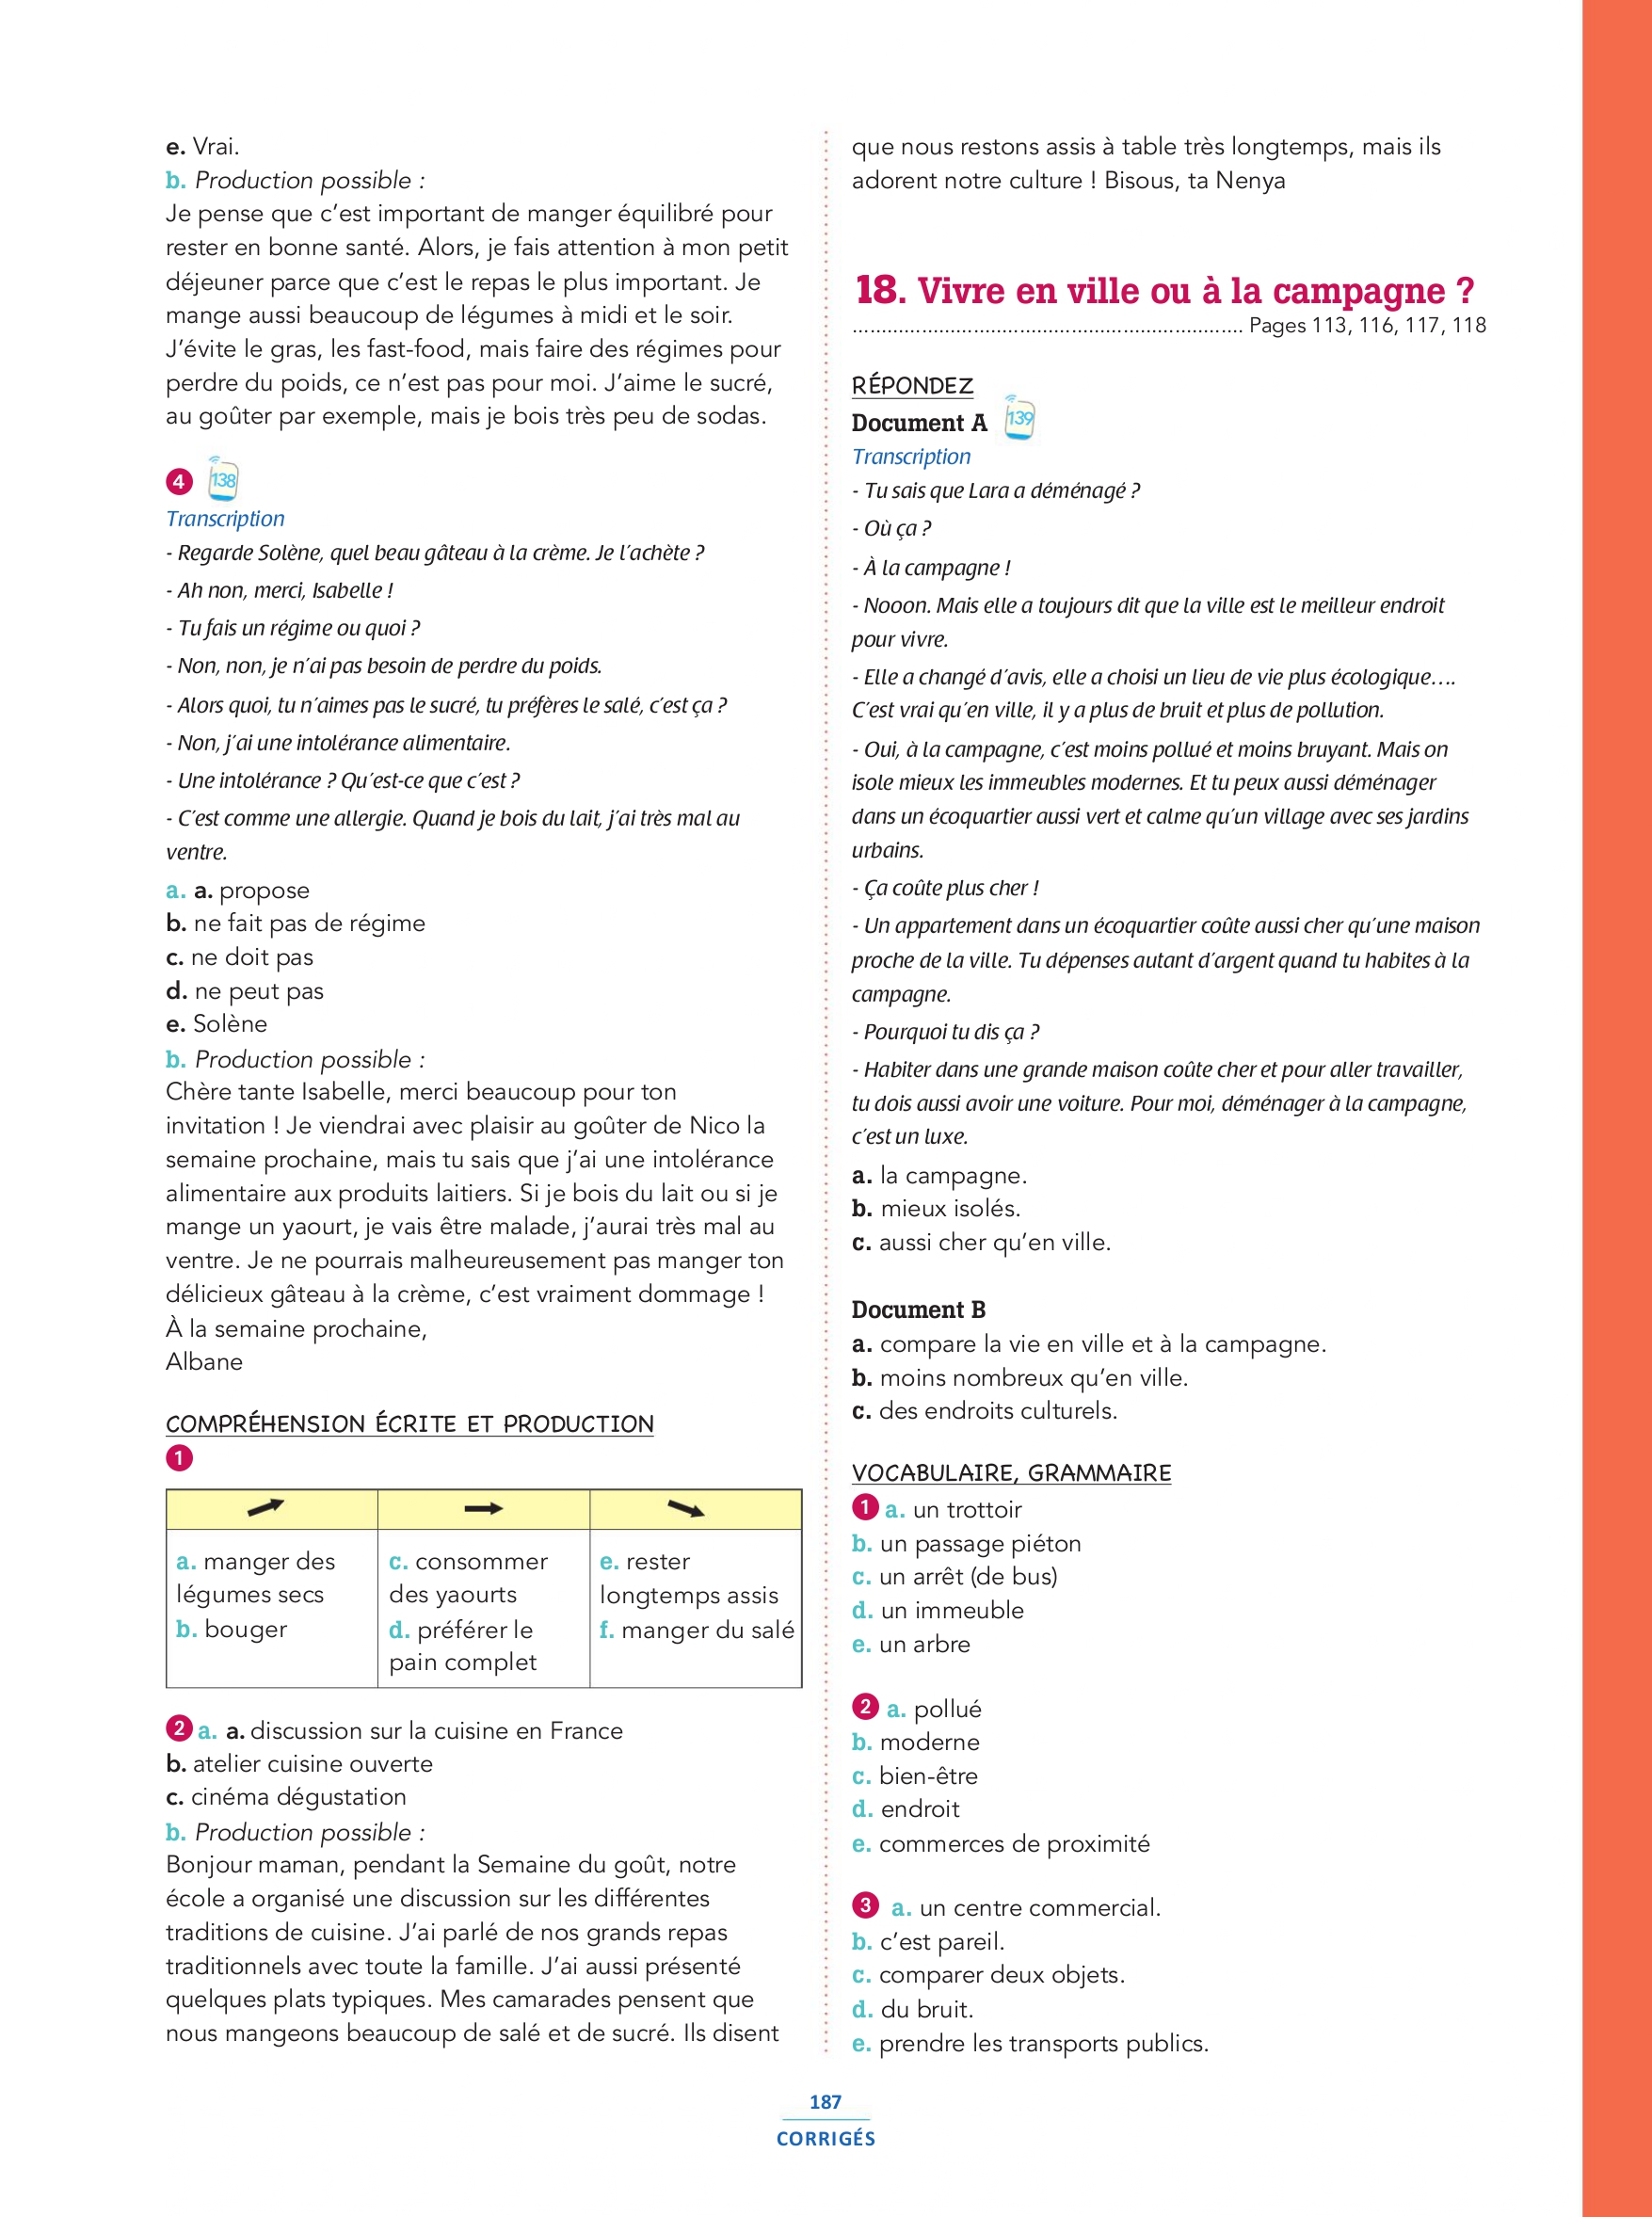 e. Vrai.
b. Production possible :
Je pense que c’est important de manger équilibré pour
rester en bonne santé. Alors, je fais attention à mon petit
déjeuner parce que c’est le repas le plus important. Je
mange aussi beaucoup de légumes à midi et le soir.
J’évite le gras, les fast-food, mais faire des régimes pour
perdre du poids, ce n’est pas pour moi. J’aime le sucré,
au goûter par exemple, mais je bois très peu de sodas.
4 138
Transcription
- Regarde Solène, quel beau gâteau à la crème. Je l’achète ?
- Ah non, merci, Isabelle !
- Tu fais un régime ou quoi ?
- Non, non, je n’ai pas besoin de perdre du poids.
- Alors quoi, tu n’aimes pas le sucré, tu préfères le salé, c’est ça ?
- Non, j’ai une intolérance alimentaire.
- Une intolérance ? Qu’est-ce que c’est ?
- C’est comme une allergie. Quand je bois du lait, j’ai très mal au
ventre.
a. a. propose
b. ne fait pas de régime
c. ne doit pas
d. ne peut pas
e. Solène
b. Production possible :
Chère tante Isabelle, merci beaucoup pour ton
invitation ! Je viendrai avec plaisir au goûter de Nico la
semaine prochaine, mais tu sais que j’ai une intolérance
alimentaire aux produits laitiers. Si je bois du lait ou si je
mange un yaourt, je vais être malade, j’aurai très mal au
ventre. Je ne pourrais malheureusement pas manger ton
délicieux gâteau à la crème, c’est vraiment dommage !
À la semaine prochaine,
Albane
COMPRÉHENSION ÉCRITE ET PRODUCTION
1
a. manger des
légumes secs
b. bouger
c. consommer
des yaourts
d. préférer le
pain complet
e. rester
longtemps assis
f. manger du salé
2 a. a. discussion sur la cuisine en France
b. atelier cuisine ouverte
c. cinéma dégustation
b. Production possible :
Bonjour maman, pendant la Semaine du goût, notre
école a organisé une discussion sur les différentes
traditions de cuisine. J’ai parlé de nos grands repas
traditionnels avec toute la famille. J’ai aussi présenté
quelques plats typiques. Mes camarades pensent que
nous mangeons beaucoup de salé et de sucré. Ils disent
que nous restons assis à table très longtemps, mais ils
adorent notre culture ! Bisous, ta Nenya
18. Vivre en ville ou à la campagne ?
.................................................................. Pages 113, 116, 117, 118
RÉPONDEZ
Document A 139
Transcription
- Tu sais que Lara a déménagé ?
- Où ça ?
- À la campagne !
- Nooon. Mais elle a toujours dit que la ville est le meilleur endroit
pour vivre.
- Elle a changé d’avis, elle a choisi un lieu de vie plus écologique….
C’est vrai qu’en ville, il y a plus de bruit et plus de pollution.
- Oui, à la campagne, c’est moins pollué et moins bruyant. Mais on
isole mieux les immeubles modernes. Et tu peux aussi déménager
dans un écoquartier aussi vert et calme qu’un village avec ses jardins
urbains.
- Ça coûte plus cher !
- Un appartement dans un écoquartier coûte aussi cher qu’une maison
proche de la ville. Tu dépenses autant d’argent quand tu habites à la
campagne.
- Pourquoi tu dis ça ?
- Habiter dans une grande maison coûte cher et pour aller travailler,
tu dois aussi avoir une voiture. Pour moi, déménager à la campagne,
c’est un luxe.
a. la campagne.
b. mieux isolés.
c. aussi cher qu’en ville.
Document B
a. compare la vie en ville et à la campagne.
b. moins nombreux qu’en ville.
c. des endroits culturels.
VOCABULAIRE, GRAMMAIRE
1 a. un trottoir
b. un passage piéton
c. un arrêt (de bus)
d. un immeuble
e. un arbre
2 a. pollué
b. moderne
c. bien-être
d. endroit
e. commerces de proximité
3 a. un centre commercial.
b. c’est pareil.
c. comparer deux objets.
d. du bruit.
e. prendre les transports publics.
187
CORRIGÉS